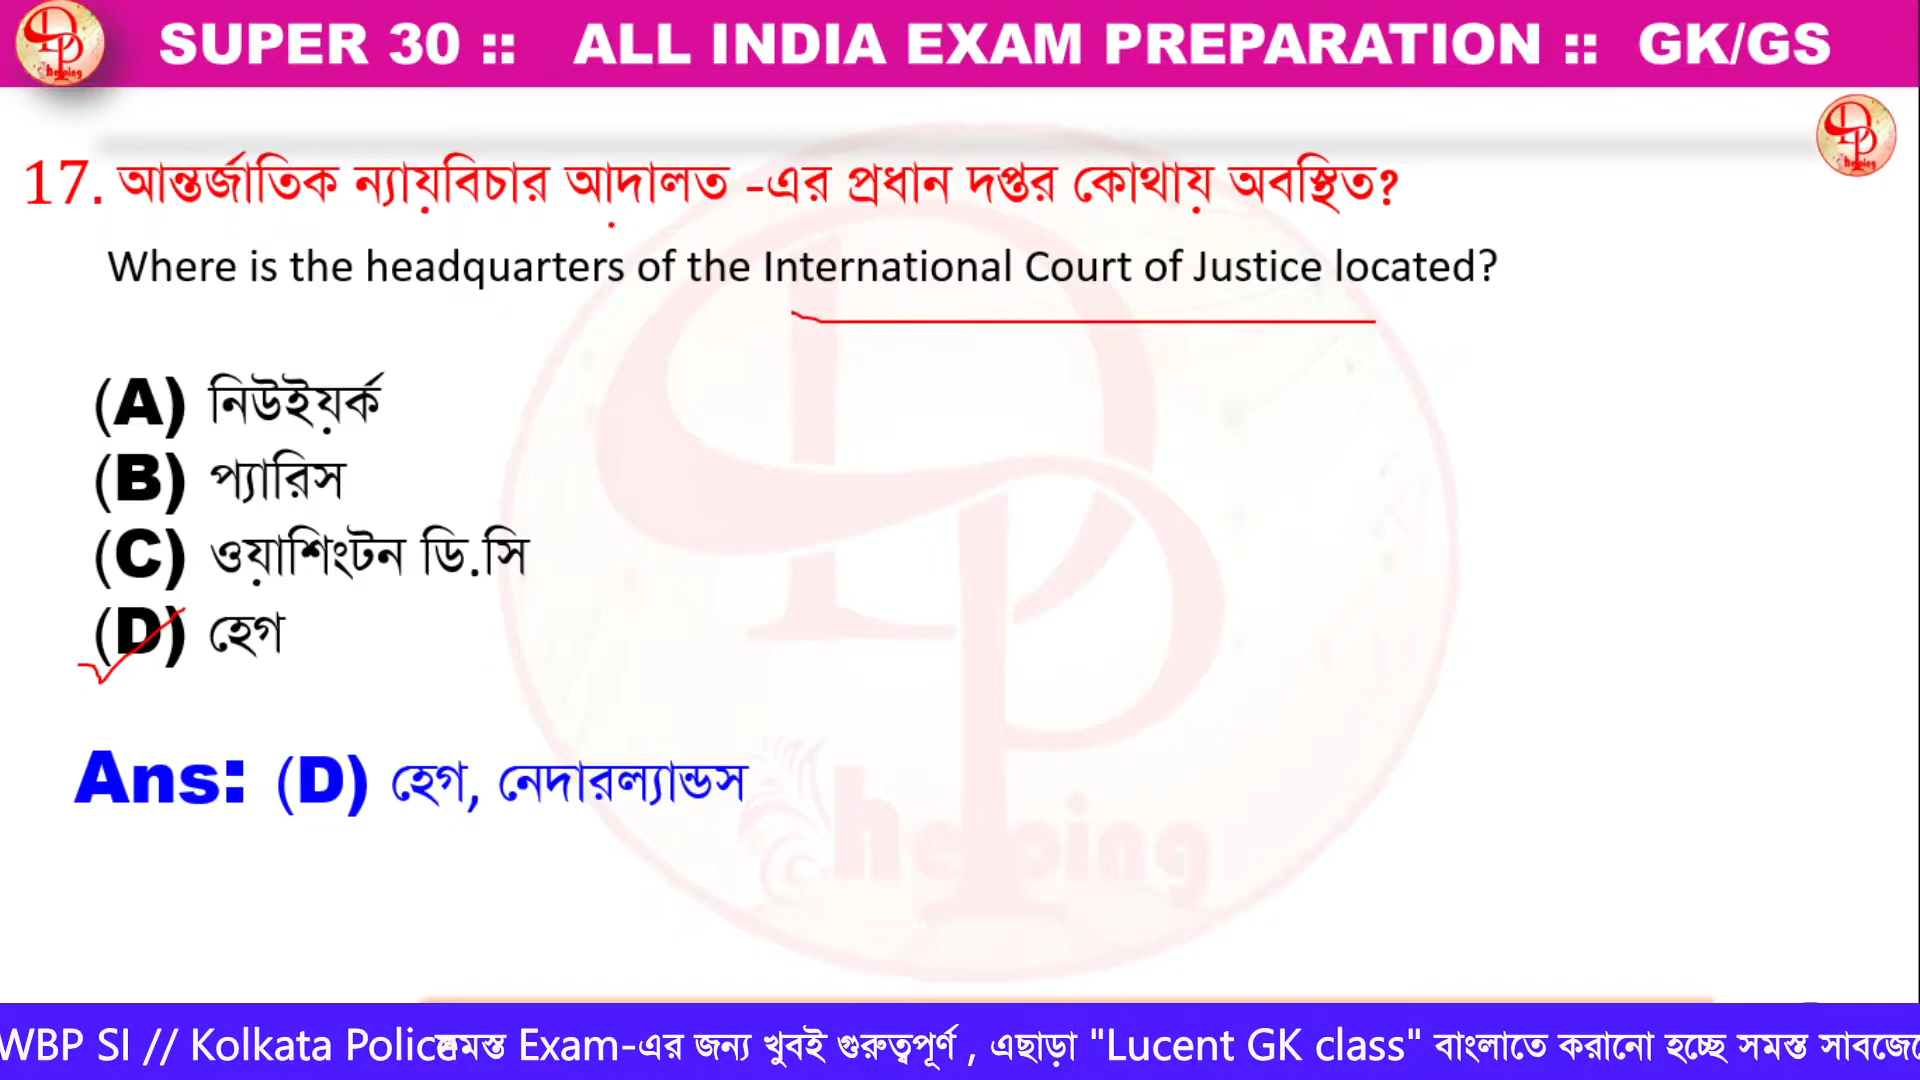 SUPER 30 :: ALL INDIA EXAM PREPARATION :: GK/GS
17. আন্তর্জাতিক ন্যায়বিচার আদালত -এর প্রধান দপ্তর কোথায় অবস্থিত?
Where is the headquarters of the International Court of Justice located?
(A) নিউইয়র্ক
(B) প্যারিস
(C) ওয়াশিংটন ডি.সি
(D) হেগ
Ans: (D) হেগ, নেদারল্যান্ডস
helping
WBP SI // Kolkata Police Exam-এর জন্য খুবই গুরুত্বপূর্ণ , এছাড়া "Lucent GK class" বাংলাতে করানো হচ্ছে সমস্ত